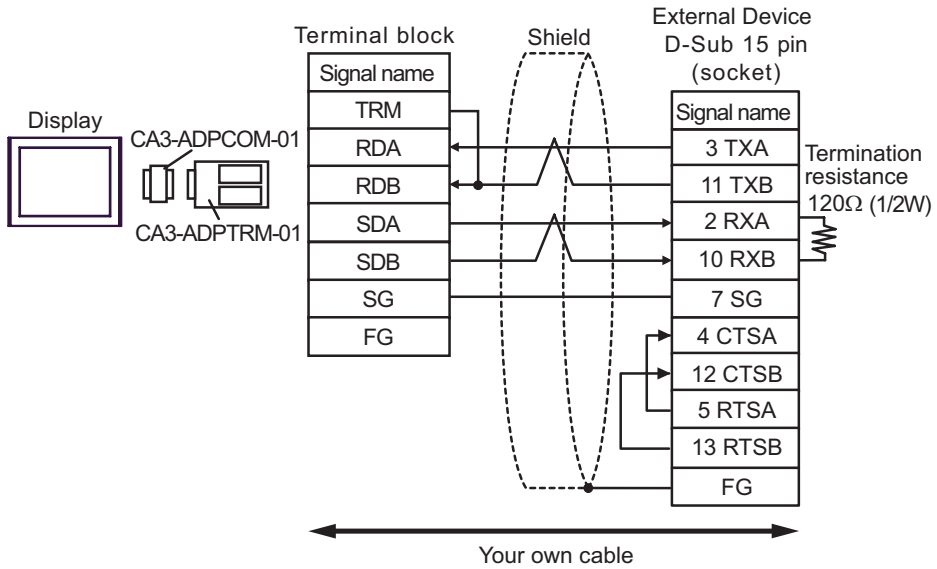 Display
CA3-ADPCOM-01
CA3-ADPTRM-01
Terminal block
Signal name
TRM
RDA
RDB
SDA
SDB
SG
FG
Shield
External Device
D-Sub 15 pin
(socket)
Signal name
3 TXA
11 TXB
2 RXA
10 RXB
7 SG
4 CTSA
12 CTSB
5 RTSA
13 RTSB
FG
Termination
resistance
120Ω (1/2W)
Your own cable